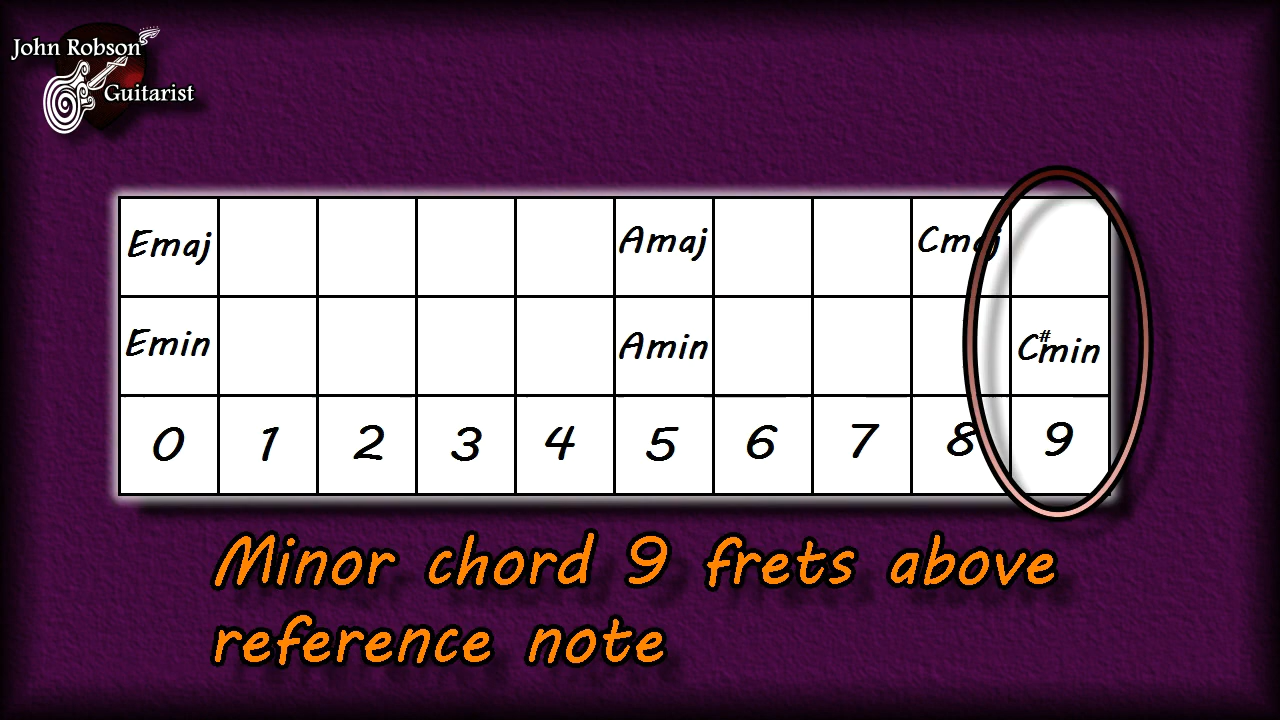 John Robson
Guitarist
Emaj Amaj Cmaj
Emin Amin C#min
0 1 2 3 4 5 6 7 8 9
Minor chord 9 frets above
reference note